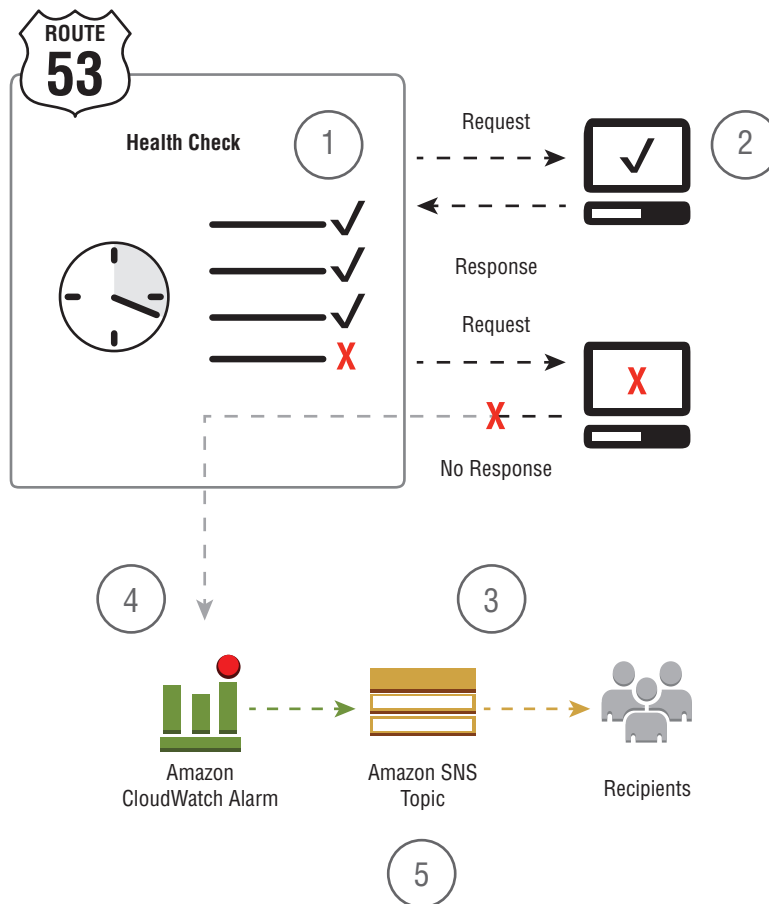 ROUTE
53
Health Check
1
Request
2
Response
Request
X
X
X
No Response
4
3
Amazon
CloudWatch Alarm
Amazon SNS
Topic
Recipients
5